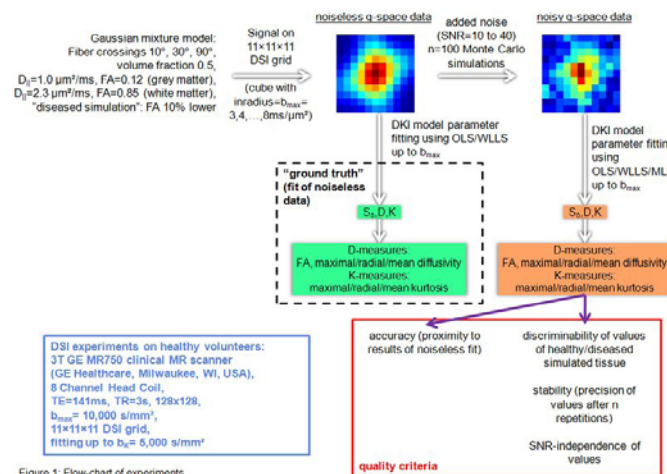 noiseless q-space data
noisy q-space data
Gaussian mixture model:
Fiber crossings 10°, 30°, 90°,
volume fraction 0.5,
D||=1.0 µm²/ms, FA=0.12 (grey matter),
D||=2.3 µm²/ms, FA=0.85 (white matter),
"diseased simulation": FA 10% lower
Signal on
11×11×11
DSI grid
(cube with
inradius=bmax=
3,4,…,8ms/µm²)
added noise
(SNR=10 to 40)
n=100 Monte Carlo
simulations
DKI model parameter
fitting using OLS/WLLS
up to bmax
DKI model
parameter fitting
using
OLS/WLLS/ML
up to bmax
"ground truth"
(fit of noiseless
data)
S₀,D,K
S₀,D,K
D-measures:
FA, maximal/radial/mean diffusivity
K-measures:
maximal/radial/mean kurtosis
D-measures:
FA, maximal/radial/mean diffusivity
K-measures:
maximal/radial/mean kurtosis
DSI experiments on healthy volunteers:
3T GE MR750 clinical MR scanner
(GE Healthcare, Milwaukee, WI, USA),
8 Channel Head Coil,
TE=141ms, TR=3s, 128x128,
bmax= 10,000 s/mm²,
11×11×11 DSI grid,
fitting up to bK= 5,000 s/mm²
accuracy (proximity to
results of noiseless fit)
discriminability of values
of healthy/diseased
simulated tissue
stability (precision of
values after n
repetitions)
SNR-independence of
values
quality criteria
Figure 1: Flow-chart of experiments